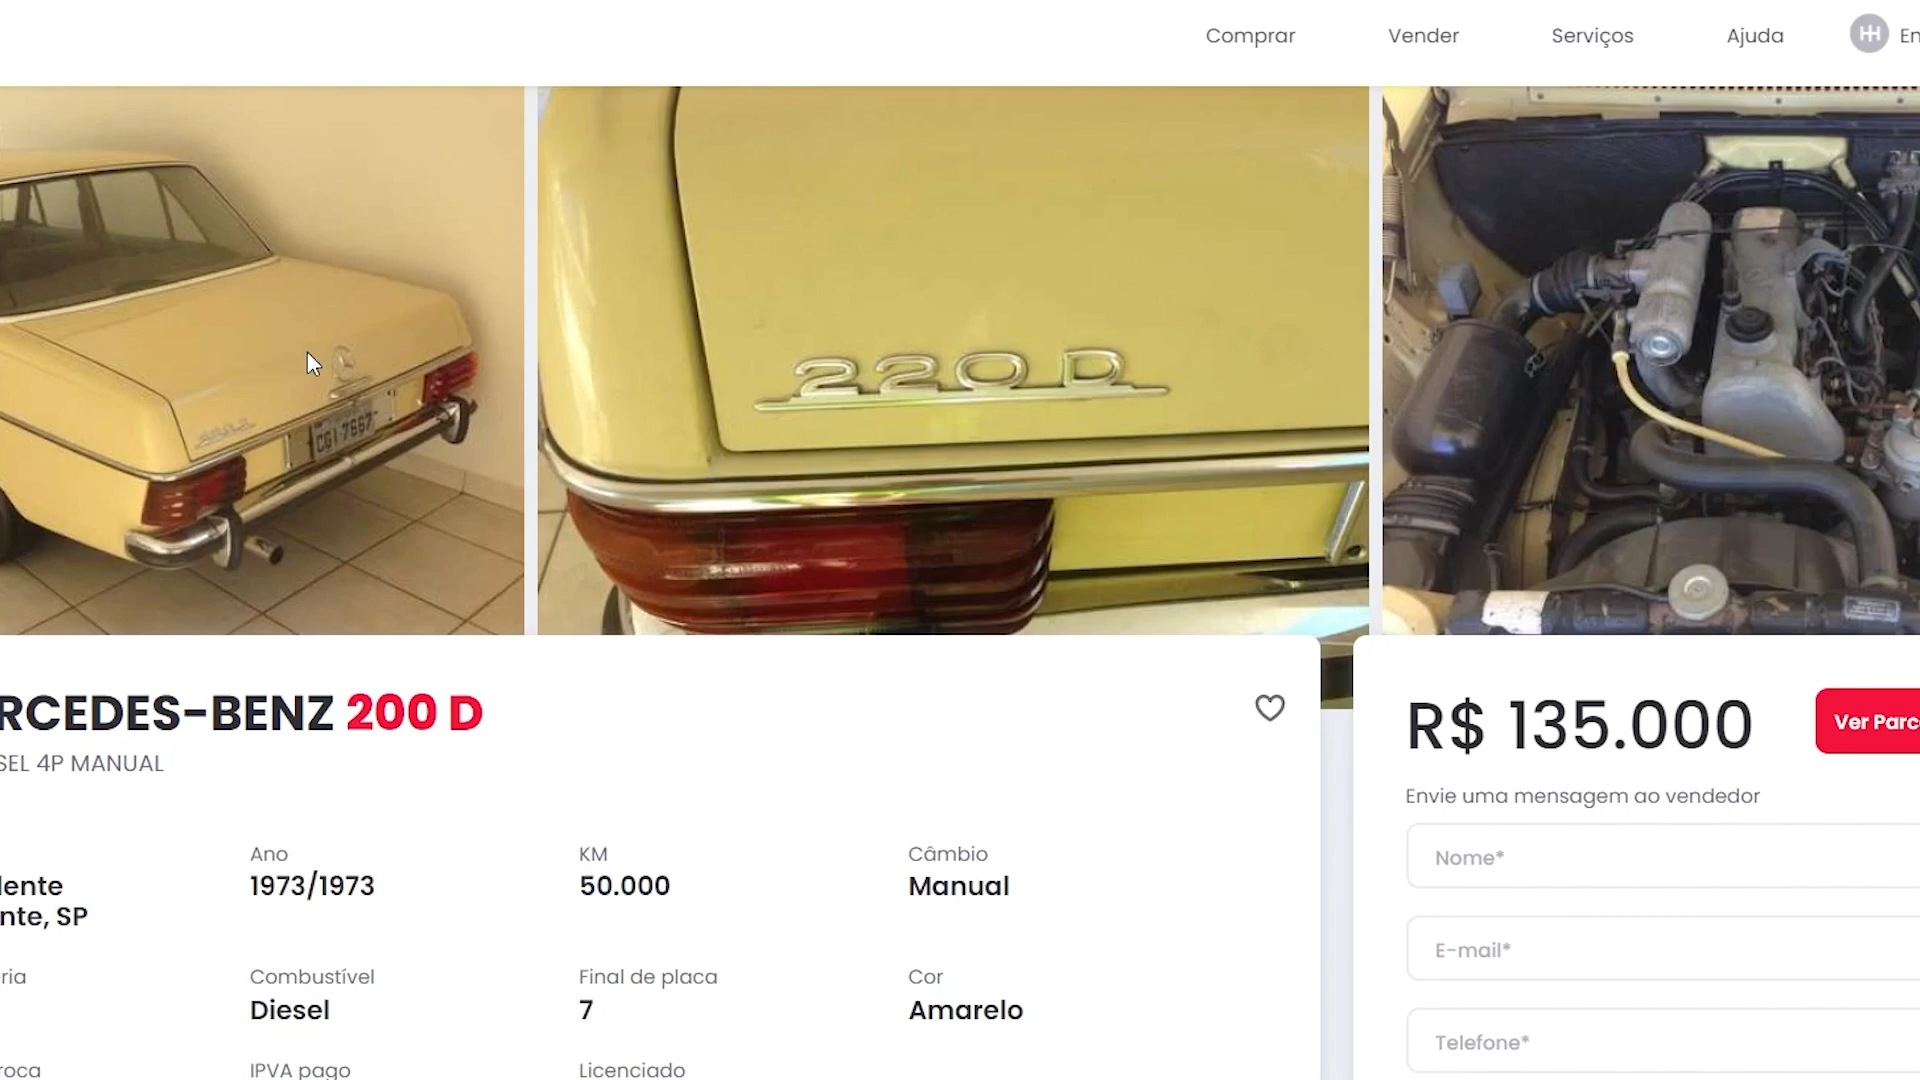 Comprar
Vender
Serviços
Ajuda
En
CGI-7667
220 D
RCEDES-BENZ 200 D
SEL 4P MANUAL
R$ 135.000
Ver Parc
Envie uma mensagem ao vendedor
Nome*
E-mail*
Telefone*
Ano
KM
Câmbio
lente
1973/1973
50.000
Manual
nte, SP
ria
Combustível
Final de placa
Cor
Diesel
7
Amarelo
roca
IPVA pago
Licenciado